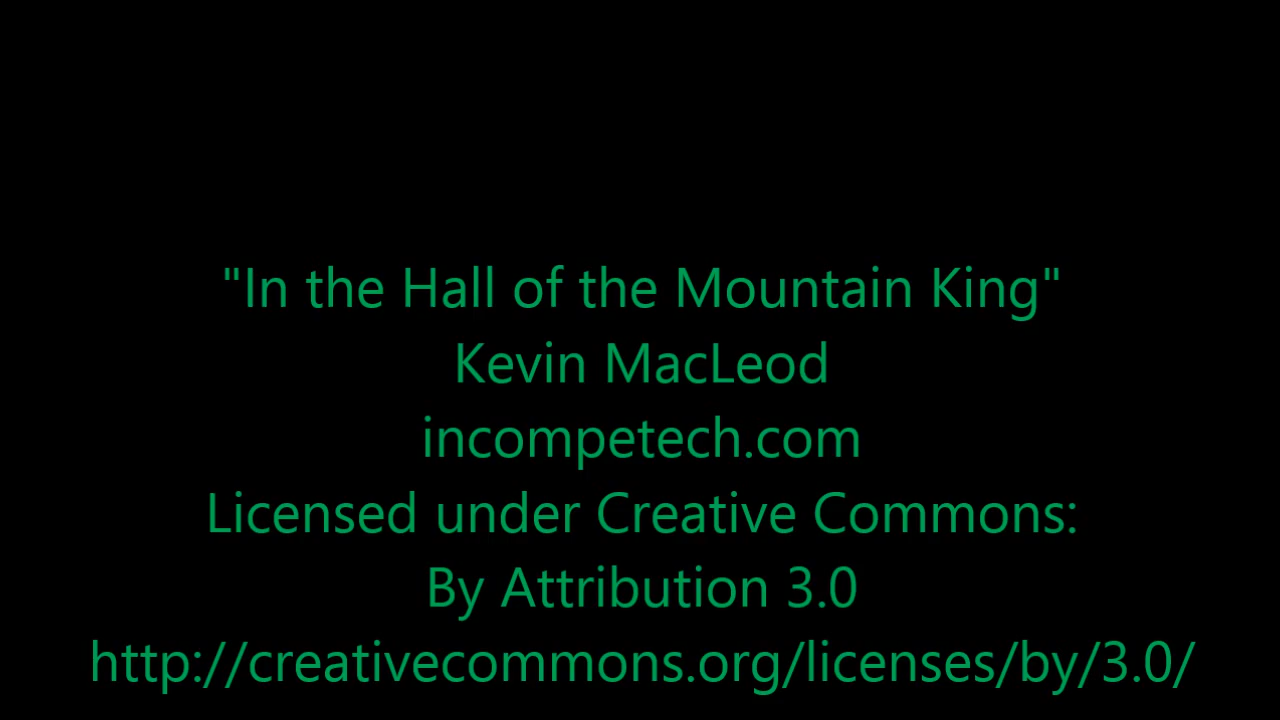 "In the Hall of the Mountain King"
Kevin MacLeod
incompetech.com
Licensed under Creative Commons:
By Attribution 3.0
http://creativecommons.org/licenses/by/3.0/